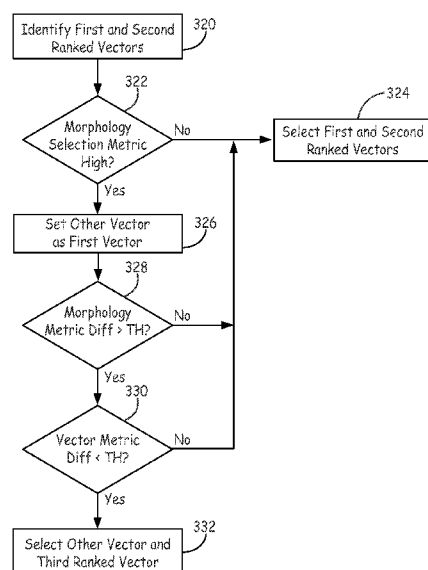 Identify First and Second
Ranked Vectors
320
322
Morphology
Selection Metric
High?
No
Yes
324
Select First and Second
Ranked Vectors
Set Other Vector
as First Vector
326
328
Morphology
Metric Diff > TH?
No
Yes
330
Vector Metric
Diff < TH?
No
Yes
332
Select Other Vector and
Third Ranked Vector